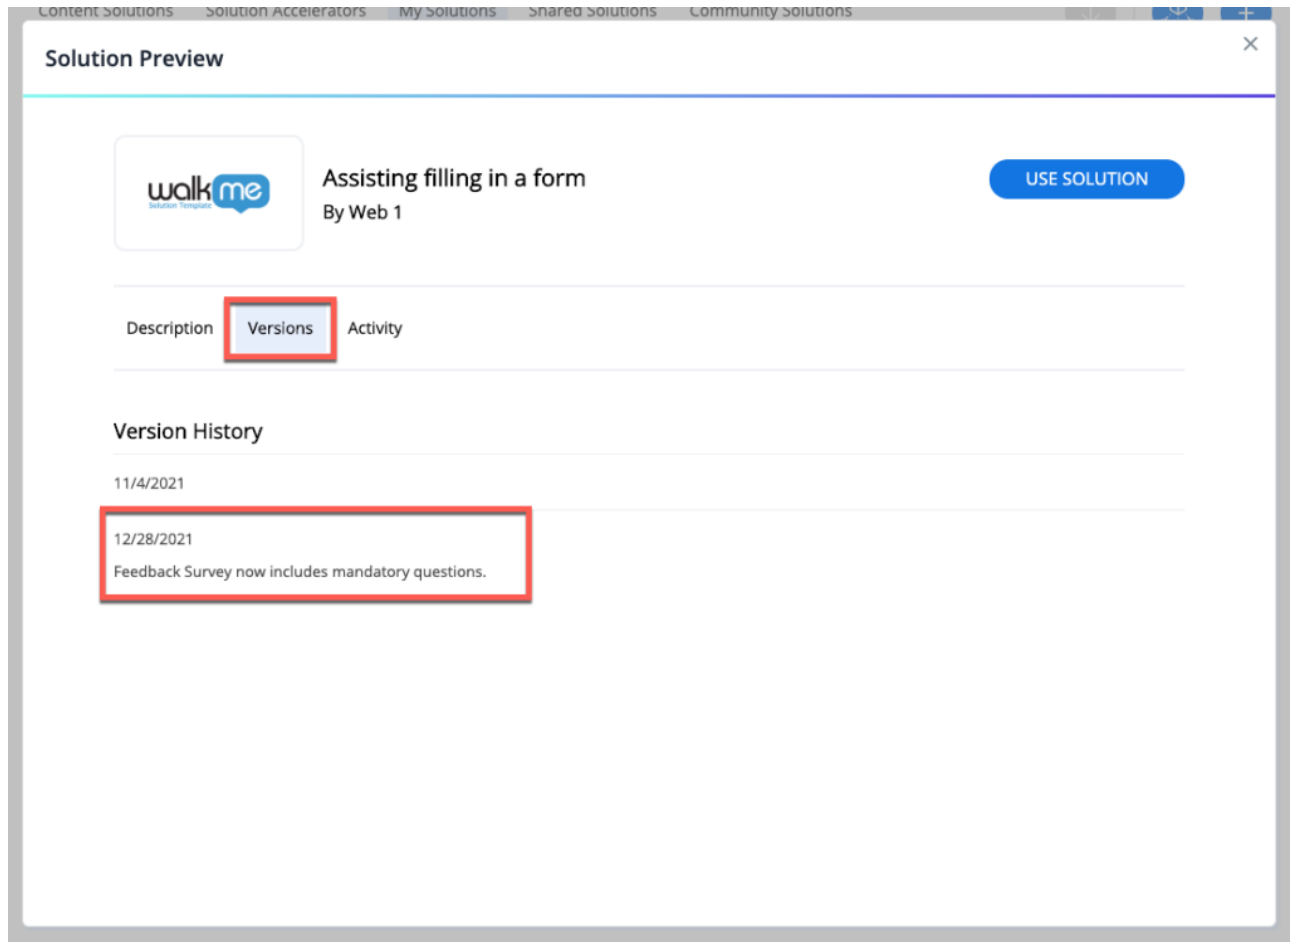 Content Solutions Solution Accelerators My Solutions Shared Solutions Community Solutions
Solution Preview
walkme
Solution Template
Assisting filling in a form
By Web 1
USE SOLUTION
Description Versions Activity
Version History
11/4/2021
12/28/2021
Feedback Survey now includes mandatory questions.